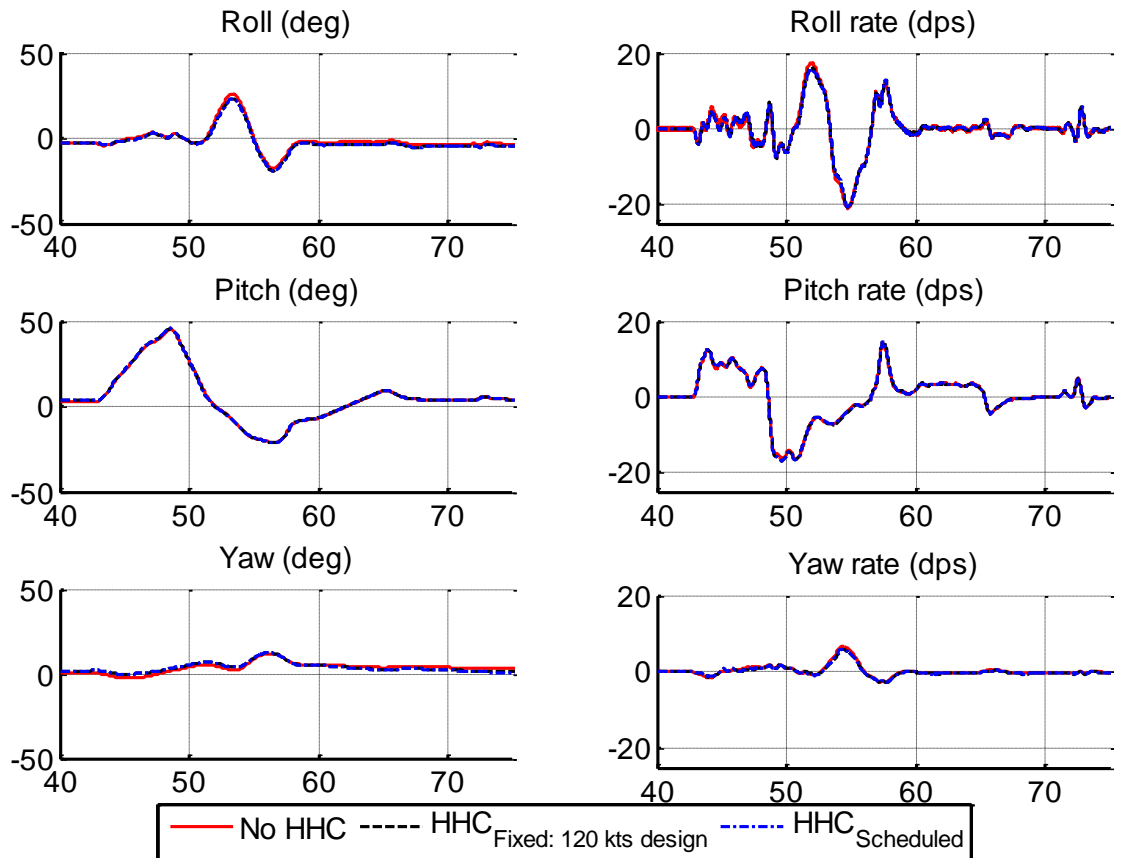 Roll (deg)
50
0
-50
40 50 60 70
Roll rate (dps)
20
0
-20
40 50 60 70
Pitch (deg)
50
0
-50
40 50 60 70
Pitch rate (dps)
20
0
-20
40 50 60 70
Yaw (deg)
50
0
-50
40 50 60 70
Yaw rate (dps)
20
0
-20
40 50 60 70
No HHC HHC Fixed: 120 kts design HHC Scheduled